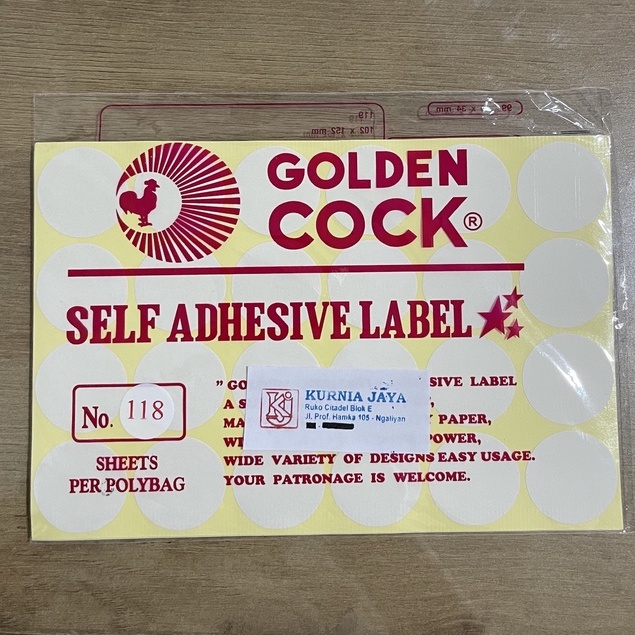 119
102 x 152 mm
99 x 34 mm
GOLDEN
COCK®
SELF ADHESIVE LABEL
No. 118
SHEETS
PER POLYBAG
" GO SIVE LABEL
A S
MA Y PAPER,
WI POWER,
WIDE VARIETY OF DESIGNS EASY USAGE.
YOUR PATRONAGE IS WELCOME.
KURNIA JAYA
Ruko Citadel Blok E
Jl. Prof. Hamka 105 - Ngaliyan